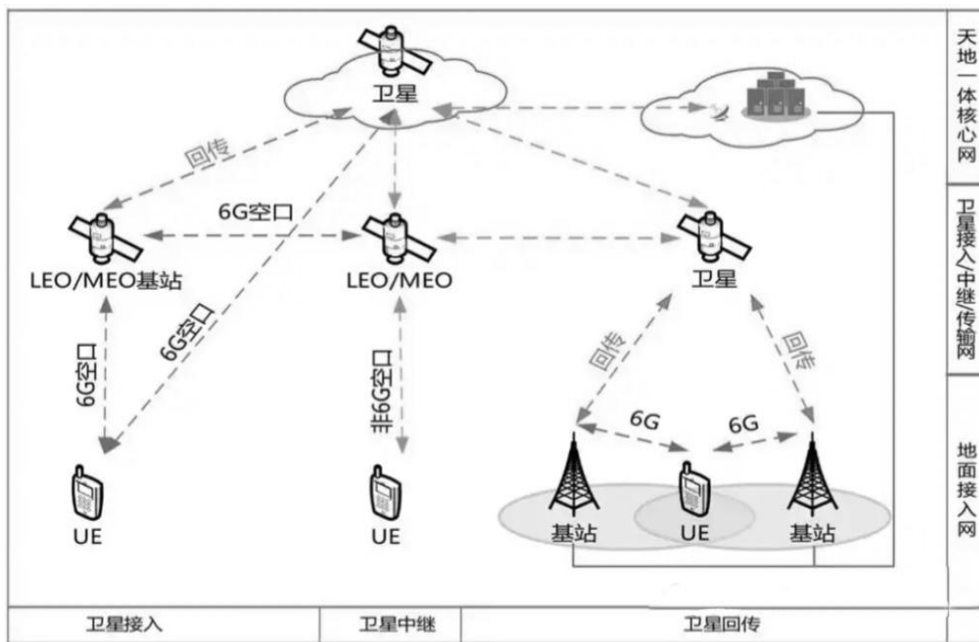 卫星
天地一体核心网
回传
6G空口
LEO/MEO基站
LEO/MEO
卫星
卫星接入/中继/传输网
6G空口
6G空口
非6G空口
回传
回传
6G
6G
UE
UE
基站
UE
基站
地面接入网
卫星接入
卫星中继
卫星回传